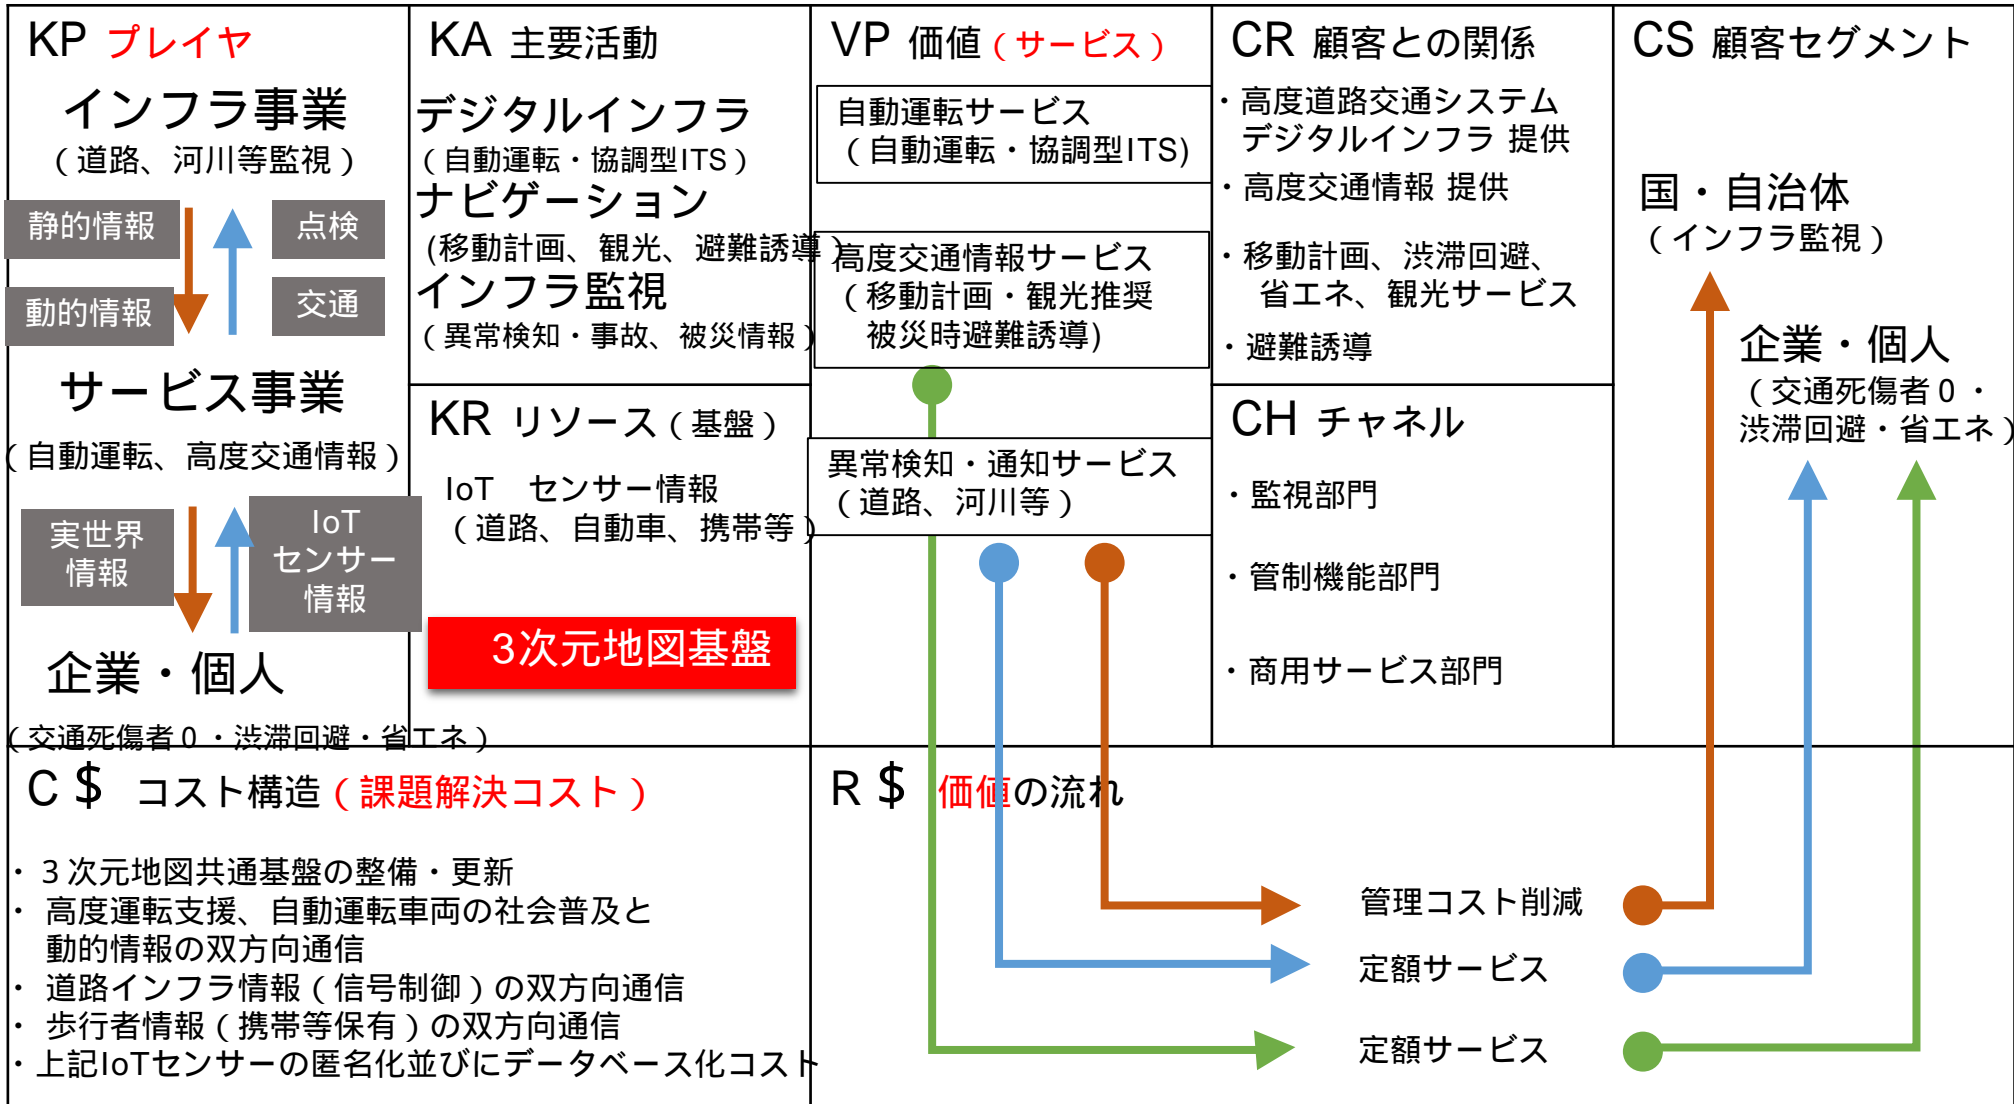 KP プレイヤ
インフラ事業
（道路、河川等監視）
静的情報
点検
動的情報
交通
サービス事業
（自動運転、高度交通情報）
実世界
情報
IoT
センサー
情報
企業・個人
（交通死傷者０・渋滞回避・省エネ）
KA 主要活動
デジタルインフラ
（自動運転・協調型ITS）
ナビゲーション
(移動計画、観光、避難誘導）
インフラ監視
（異常検知・事故、被災情報）
KR リソース（基盤）
IoT　センサー情報
（道路、自動車、携帯等）
3次元地図基盤
VP 価値（サービス）
自動運転サービス
（自動運転・協調型ITS)
高度交通情報サービス
（移動計画・観光推奨
被災時避難誘導)
異常検知・通知サービス
（道路、河川等）
CR 顧客との関係
・高度道路交通システム
デジタルインフラ 提供
・高度交通情報 提供
・移動計画、渋滞回避、
省エネ、観光サービス
・避難誘導
CH チャネル
・監視部門
・管制機能部門
・商用サービス部門
CS 顧客セグメント
国・自治体
（インフラ監視）
企業・個人
（交通死傷者０・
渋滞回避・省エネ）
C＄ コスト構造（課題解決コスト）
・３次元地図共通基盤の整備・更新
・高度運転支援、自動運転車両の社会普及と
動的情報の双方向通信
・道路インフラ情報（信号制御）の双方向通信
・歩行者情報（携帯等保有）の双方向通信
・上記IoTセンサーの匿名化並びにデータベース化コスト
R＄ 価値の流れ
管理コスト削減
定額サービス
定額サービス